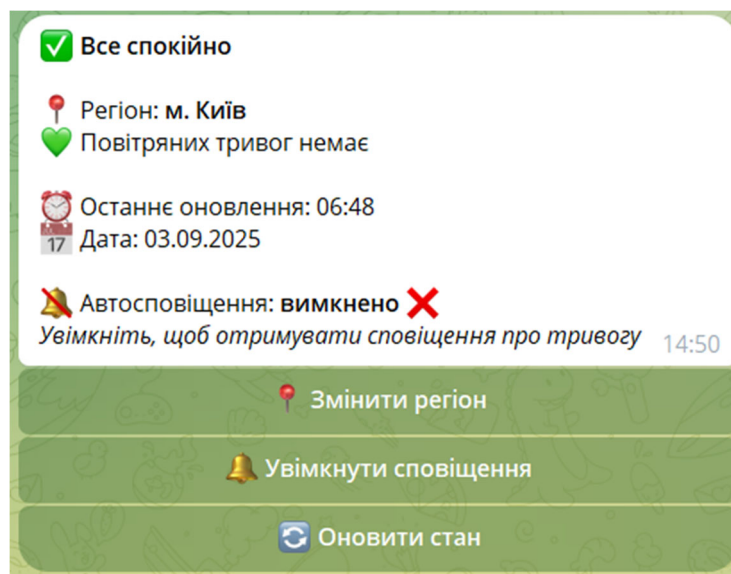 ✅ Все спокійно
📍 Регіон: м. Київ
💚 Повітряних тривог немає
⏰ Останнє оновлення: 06:48
📅 Дата: 03.09.2025
🔕 Автосповіщення: вимкнено ❌
Увімкніть, щоб отримувати сповіщення про тривогу 14:50
📍 Змінити регіон
🔔 Увімкнути сповіщення
🔄 Оновити стан